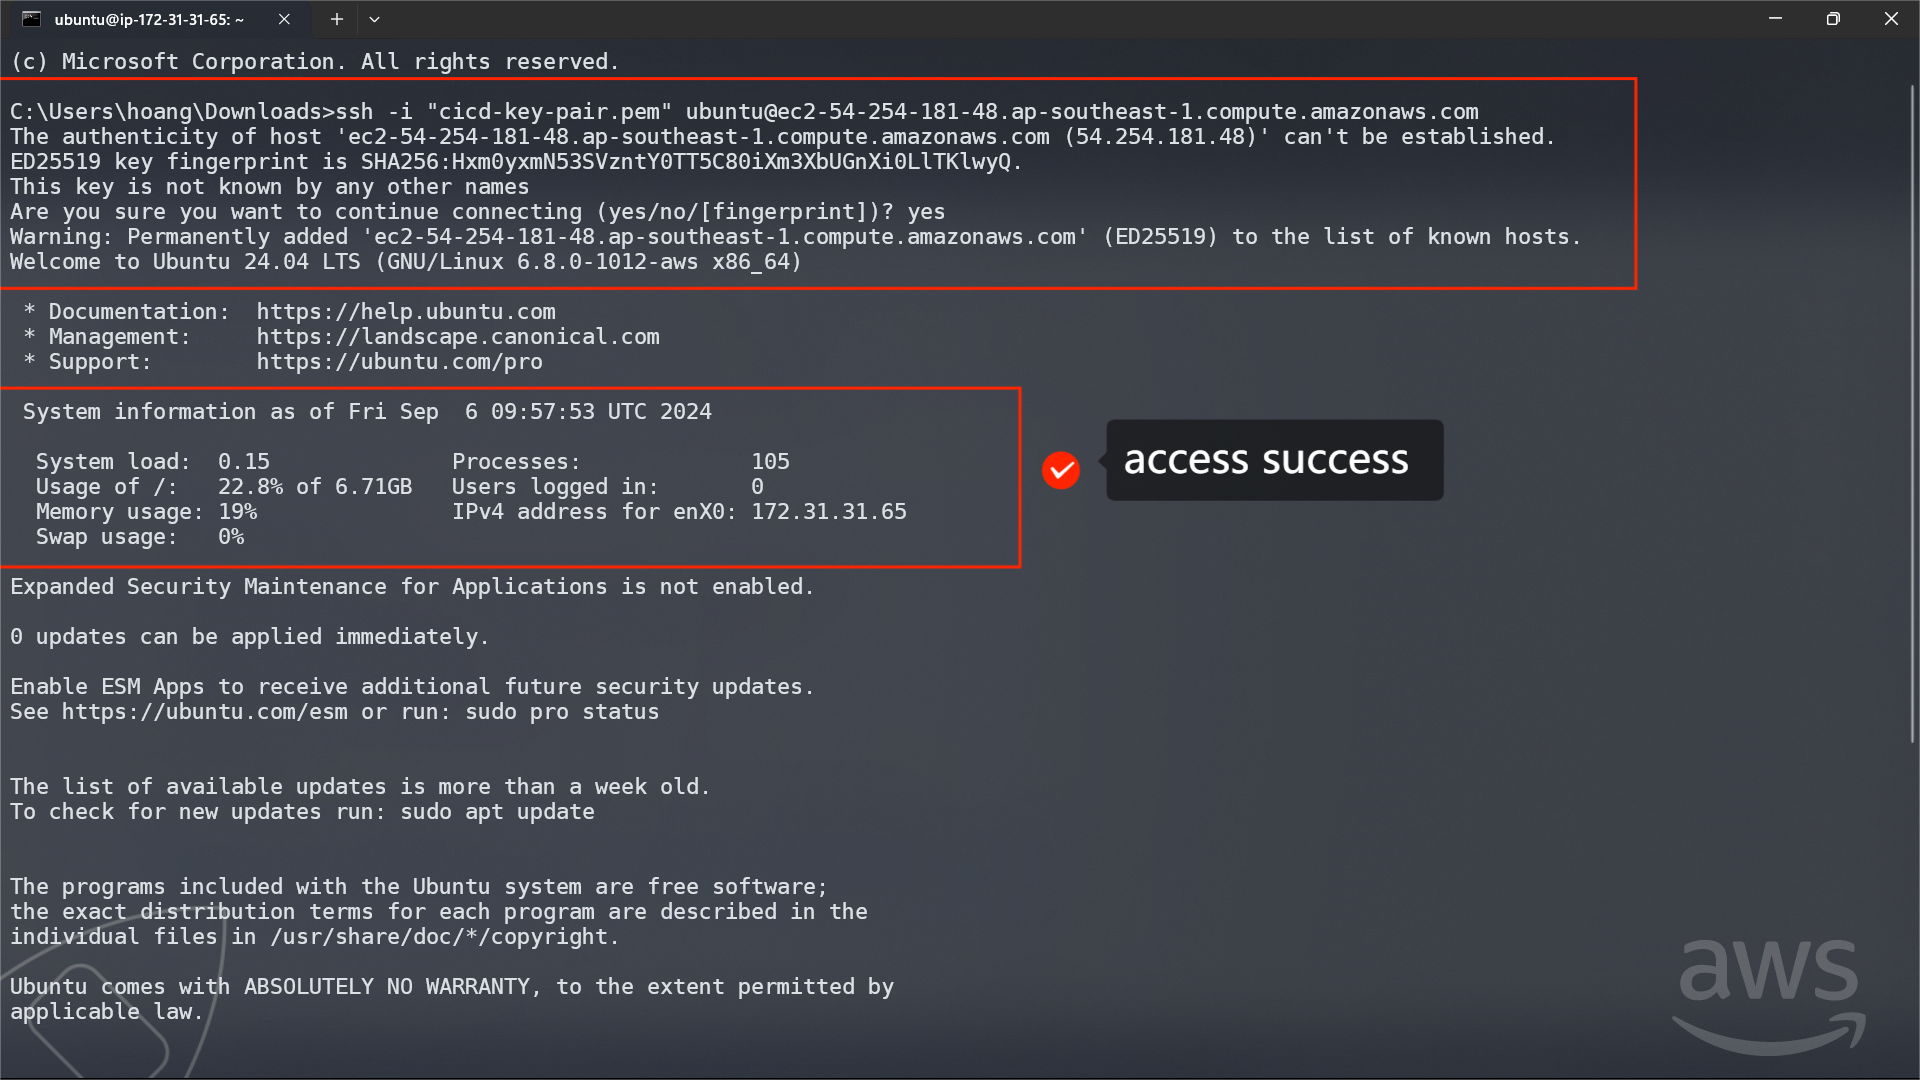 ubuntu@ip-172-31-31-65: ~
(c) Microsoft Corporation. All rights reserved.
C:\Users\hoang\Downloads>ssh -i "cicd-key-pair.pem" ubuntu@ec2-54-254-181-48.ap-southeast-1.compute.amazonaws.com
The authenticity of host 'ec2-54-254-181-48.ap-southeast-1.compute.amazonaws.com (54.254.181.48)' can't be established.
ED25519 key fingerprint is SHA256:Hxm0yxmN53SVzntY0TT5C80iXm3XbUGnXi0LlTKlwyQ.
This key is not known by any other names
Are you sure you want to continue connecting (yes/no/[fingerprint])? yes
Warning: Permanently added 'ec2-54-254-181-48.ap-southeast-1.compute.amazonaws.com' (ED25519) to the list of known hosts.
Welcome to Ubuntu 24.04 LTS (GNU/Linux 6.8.0-1012-aws x86_64)
* Documentation:  https://help.ubuntu.com
* Management:     https://landscape.canonical.com
* Support:        https://ubuntu.com/pro
System information as of Fri Sep  6 09:57:53 UTC 2024
System load:  0.15              Processes:             105
Usage of /:   22.8% of 6.71GB   Users logged in:       0
Memory usage: 19%               IPv4 address for enX0: 172.31.31.65
Swap usage:   0%
access success
Expanded Security Maintenance for Applications is not enabled.
0 updates can be applied immediately.
Enable ESM Apps to receive additional future security updates.
See https://ubuntu.com/esm or run: sudo pro status
The list of available updates is more than a week old.
To check for new updates run: sudo apt update
The programs included with the Ubuntu system are free software;
the exact distribution terms for each program are described in the
individual files in /usr/share/doc/*/copyright.
Ubuntu comes with ABSOLUTELY NO WARRANTY, to the extent permitted by
applicable law.
aws